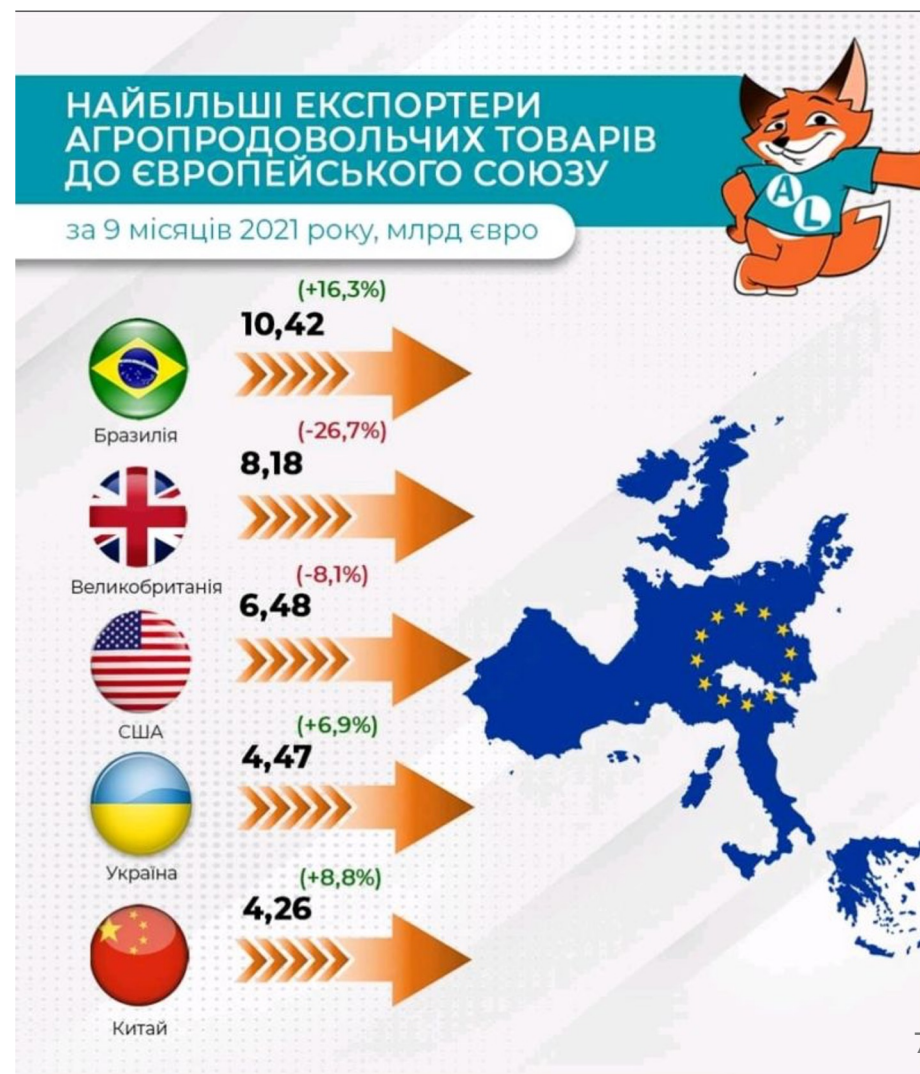 НАЙБІЛЬШІ ЕКСПОРТЕРИ
АГРОПРОДОВОЛЬЧИХ ТОВАРІВ
ДО ЄВРОПЕЙСЬКОГО СОЮЗУ
A
L
за 9 місяців 2021 року, млрд євро
(+16,3%)
10,42
Бразилія
(-26,7%)
8,18
Великобританія
(-8,1%)
6,48
США
(+6,9%)
4,47
Україна
(+8,8%)
4,26
Китай
7